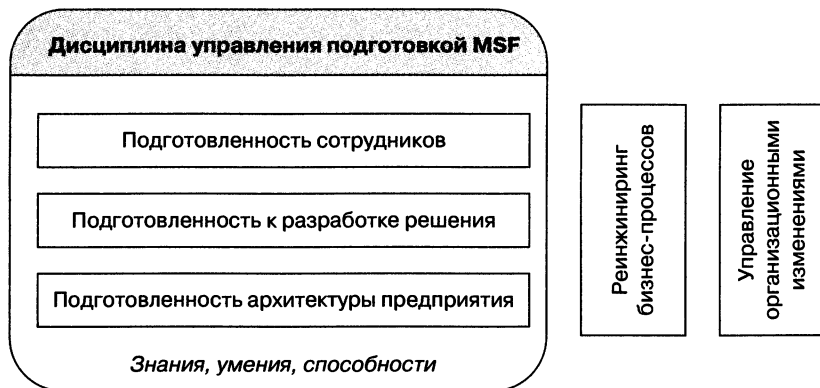 Дисциплина управления подготовкой MSF
Подготовленность сотрудников
Подготовленность к разработке решения
Подготовленность архитектуры предприятия
Знания, умения, способности
Реинжиниринг
бизнес-процессов
Управление
организационными
изменениями